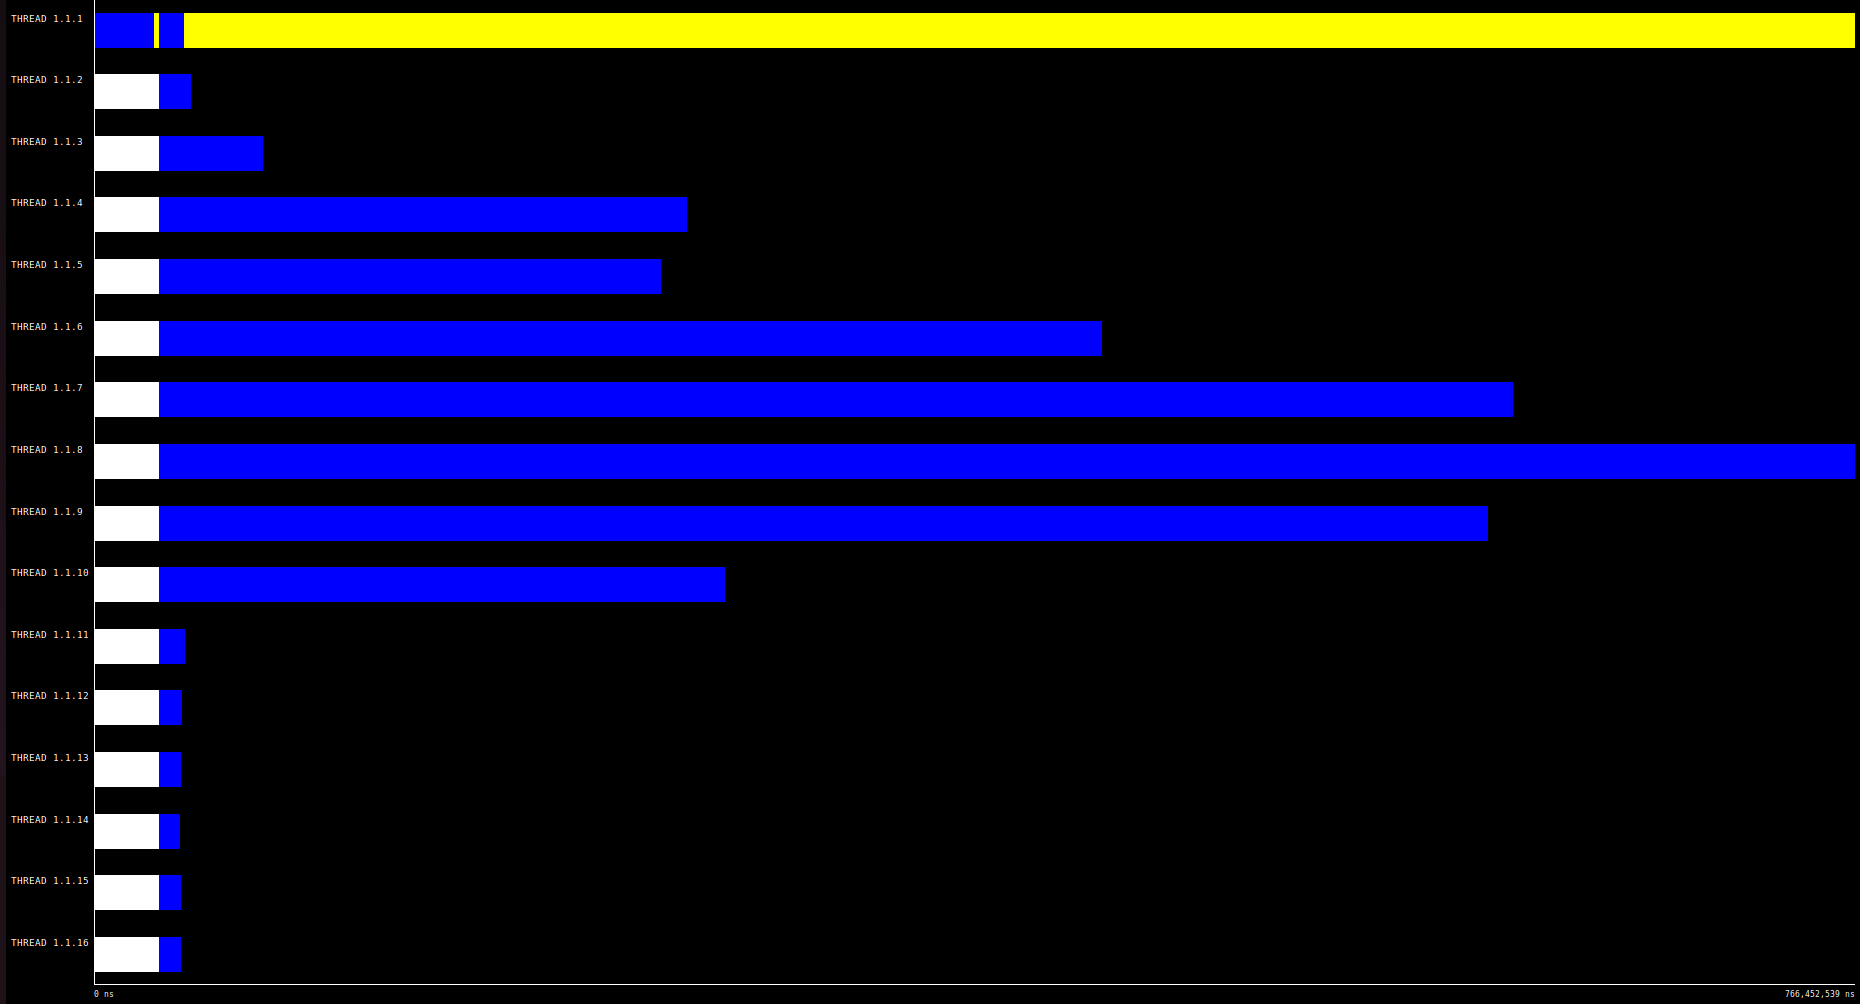 THREAD 1.1.1
THREAD 1.1.2
THREAD 1.1.3
THREAD 1.1.4
THREAD 1.1.5
THREAD 1.1.6
THREAD 1.1.7
THREAD 1.1.8
THREAD 1.1.9
THREAD 1.1.10
THREAD 1.1.11
THREAD 1.1.12
THREAD 1.1.13
THREAD 1.1.14
THREAD 1.1.15
THREAD 1.1.16
0 ns
766,452,539 ns